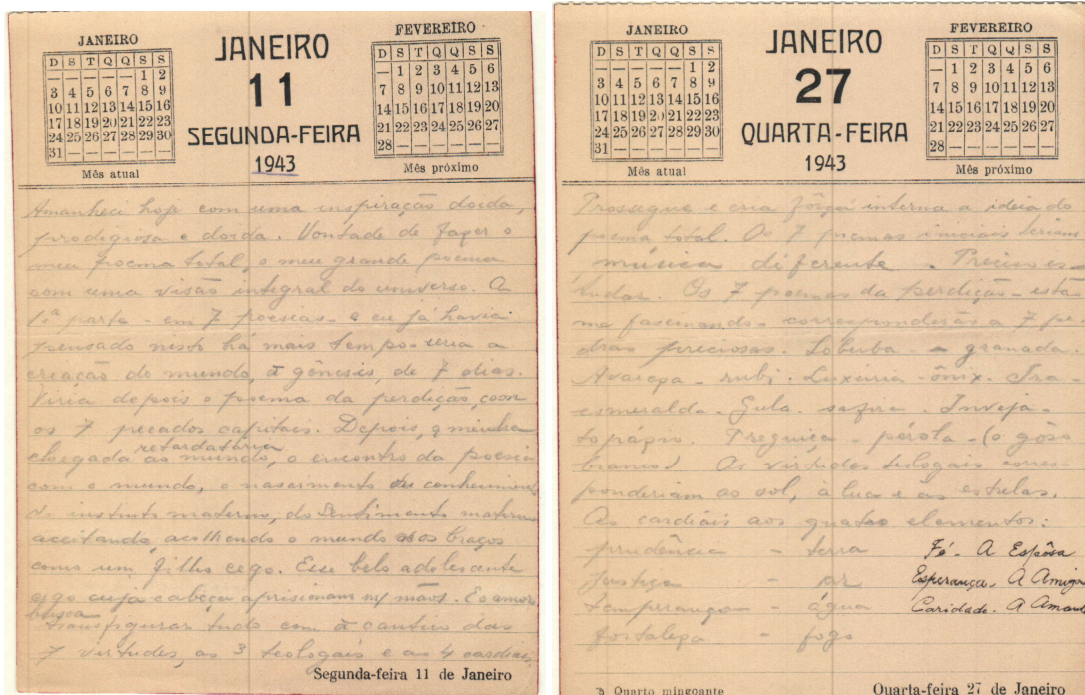 JANEIRO
D S T Q Q S S
— — — — — 1 2
3 4 5 6 7 8 9
10 11 12 13 14 15 16
17 18 19 20 21 22 23
24 25 26 27 28 29 30
31 — — — — — —
Mês atual
JANEIRO
11
SEGUNDA-FEIRA
1943
FEVEREIRO
D S T Q Q S S
— 1 2 3 4 5 6
7 8 9 10 11 12 13
14 15 16 17 18 19 20
21 22 23 24 25 26 27
28 — — — — — —
Mês próximo
Amanheci hoje com uma inspiração doida,
prodigiosa e doida. Vontade de fazer o
meu poema total, o meu grande poema
com uma visão integral do universo. A
1ª parte - em 7 poesias - e eu já havia
pensado nisto há mais tempo - seria a
creação do mundo, a gênesis, de 7 dias.
Viria depois o poema da perdição, com
os 7 pecados capitais. Depois, a minha
retardatária
chegada ao mundo, o encontro da poesia
com o mundo, o nascimento do conhecimento
do instinto materno, do sentimento materno
aceitando, acolhendo o mundo nos braços
como um filho cego. Esse belo adolescente
cego cuja cabeça aprisionam mãos. E o amor
busca
transfigurar tudo com o cantico das
7 virtudes, as 3 teologais e as 4 cardiais.
Segunda-feira 11 de Janeiro
JANEIRO
D S T Q Q S S
— — — — — 1 2
3 4 5 6 7 8 9
10 11 12 13 14 15 16
17 18 19 20 21 22 23
24 25 26 27 28 29 30
31 — — — — — —
Mês atual
JANEIRO
27
QUARTA-FEIRA
1943
FEVEREIRO
D S T Q Q S S
— 1 2 3 4 5 6
7 8 9 10 11 12 13
14 15 16 17 18 19 20
21 22 23 24 25 26 27
28 — — — — — —
Mês próximo
Prossegue e cria fôrça interna a ideia do
poema total. Os 7 poemas iniciais teriam
música diferente. Preciso es-
tudar. Os 7 poemas da perdição - estão
me fascinando - corresponderão a 7 pe-
dras preciosas. Soberba - granada.
Avareza - rubi. Luxúria - ônix. Ira -
esmeralda. Gula - safira. Inveja -
topázio. Preguiça - pérola - (o gôso
branco) As virtudes teologais corres-
ponderiam ao sol, à lua e às estrelas.
As cardiais aos quatro elementos:
prudência - terra Fé - A Espôsa
justiça - ar Esperança - A Amiga
temperança - água Caridade - A Amante
fortaleza - fogo
Quarto minguante
Quarta-feira 27 de Janeiro